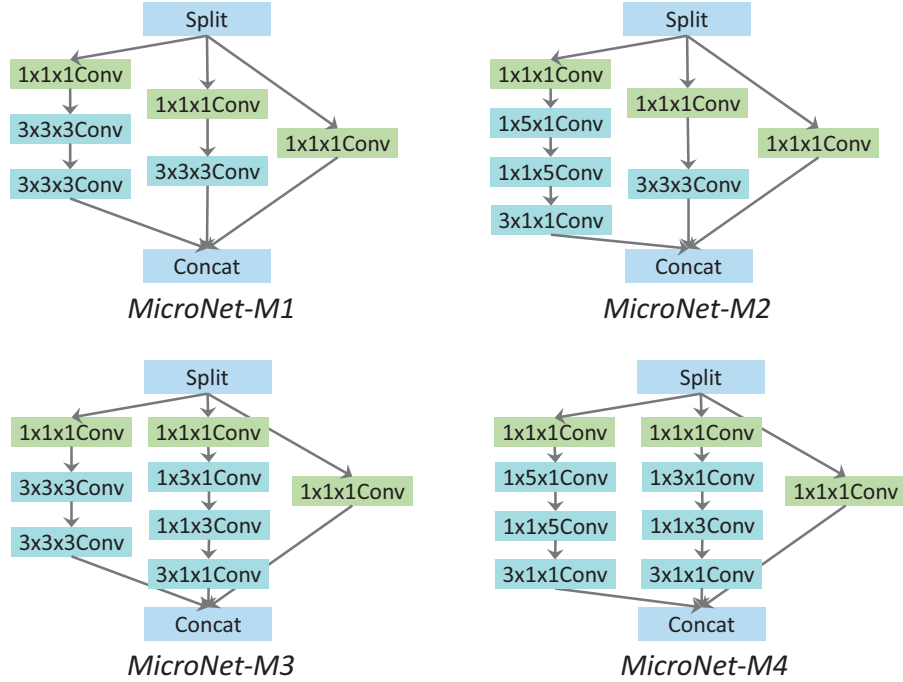 Split
1x1x1Conv
3x3x3Conv
3x3x3Conv
1x1x1Conv
3x3x3Conv
1x1x1Conv
Concat
MicroNet-M1
Split
1x1x1Conv
1x5x1Conv
1x1x5Conv
3x1x1Conv
1x1x1Conv
3x3x3Conv
1x1x1Conv
Concat
MicroNet-M2
Split
1x1x1Conv
3x3x3Conv
3x3x3Conv
1x1x1Conv
1x3x1Conv
1x1x3Conv
3x1x1Conv
1x1x1Conv
Concat
MicroNet-M3
Split
1x1x1Conv
1x5x1Conv
1x1x5Conv
3x1x1Conv
1x1x1Conv
1x3x1Conv
1x1x3Conv
3x1x1Conv
1x1x1Conv
Concat
MicroNet-M4